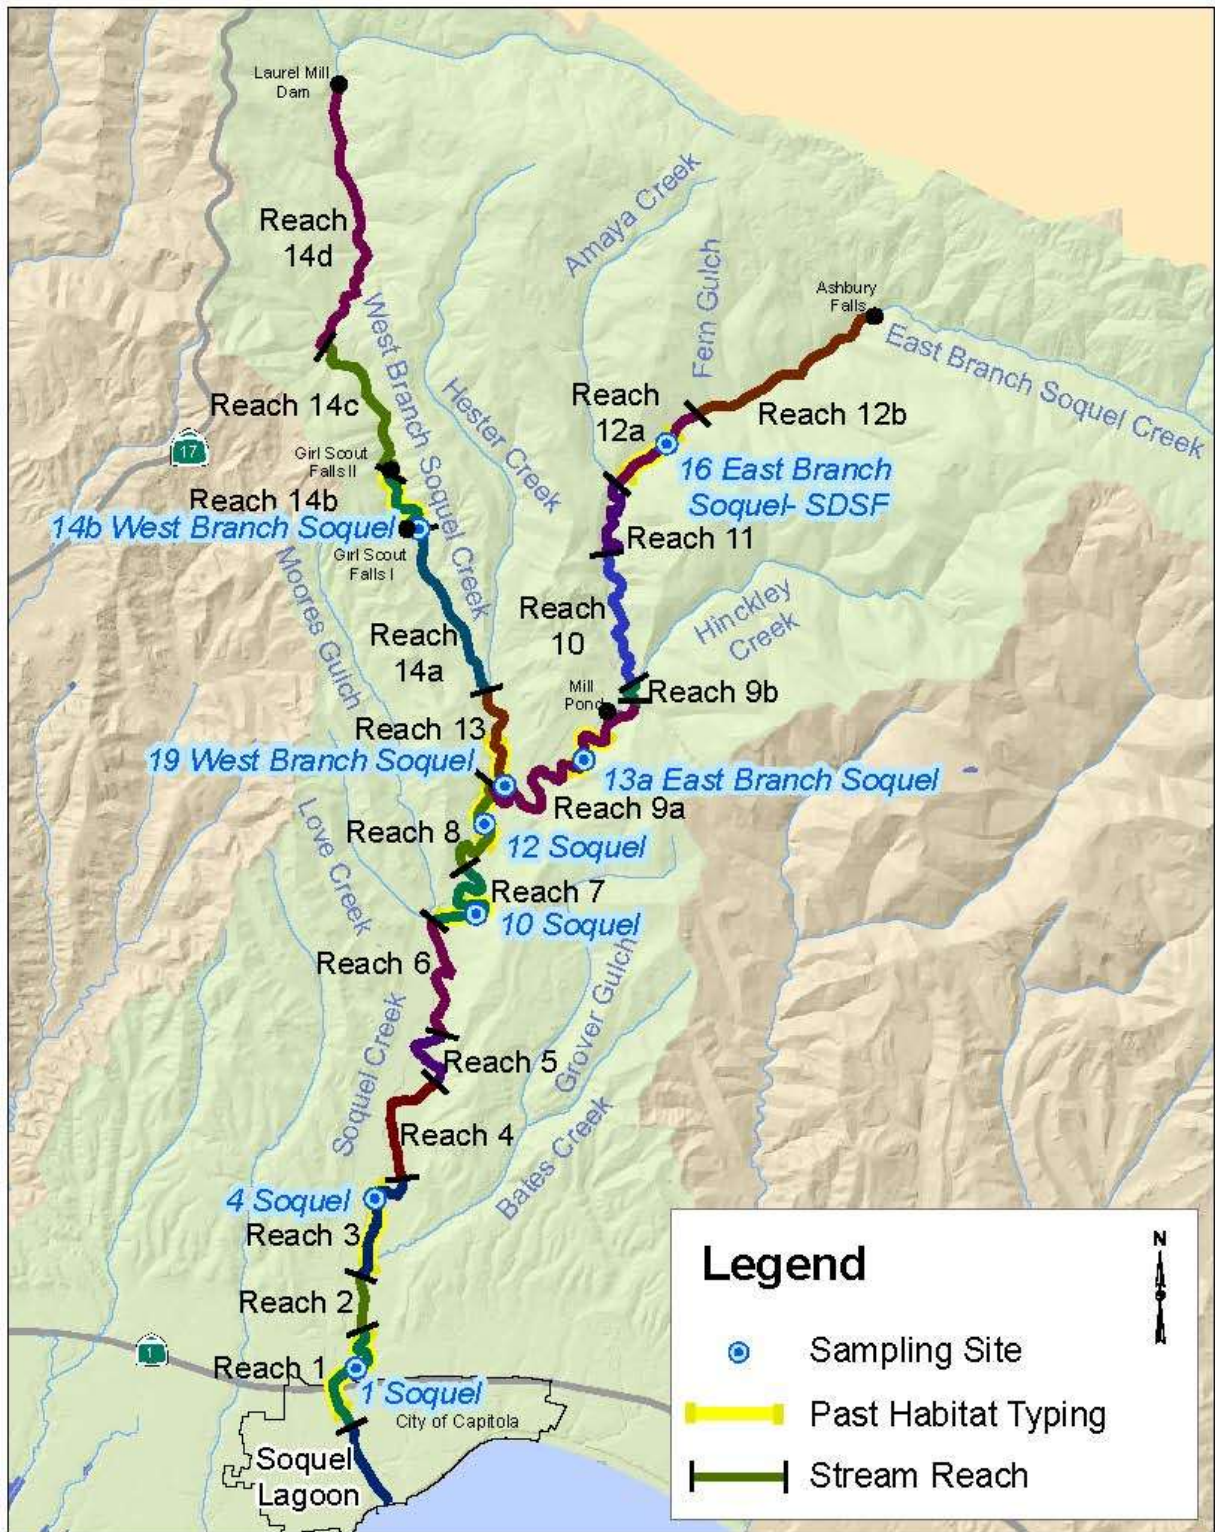 Laurel Mill
Dam
Reach
14d
Amaya Creek
Fern Gulch
Ashbury
Falls
East Branch Soquel Creek
West Branch Soquel Creek
Hester Creek
Reach 14c
Reach
12a
Reach 12b
17
Girl Scout
Falls II
16 East Branch
Soquel- SDSF
Reach 14b
14b West Branch Soquel
Girl Scout
Falls I
Reach 11
Moores Gulch
Reach
10
Hinckley
Creek
Reach
14a
Mill
Pond
Reach 9b
Reach 13
19 West Branch Soquel
13a East Branch Soquel
Reach 9a
Love Creek
Reach 8
12 Soquel
Reach 7
10 Soquel
Reach 6
Grover Gulch
Soquel Creek
Reach 5
Reach 4
Bates Creek
4 Soquel
Reach 3
Reach 2
1
Reach 1
1 Soquel
City of Capitola
Soquel
Lagoon
Legend
N
Sampling Site
Past Habitat Typing
Stream Reach